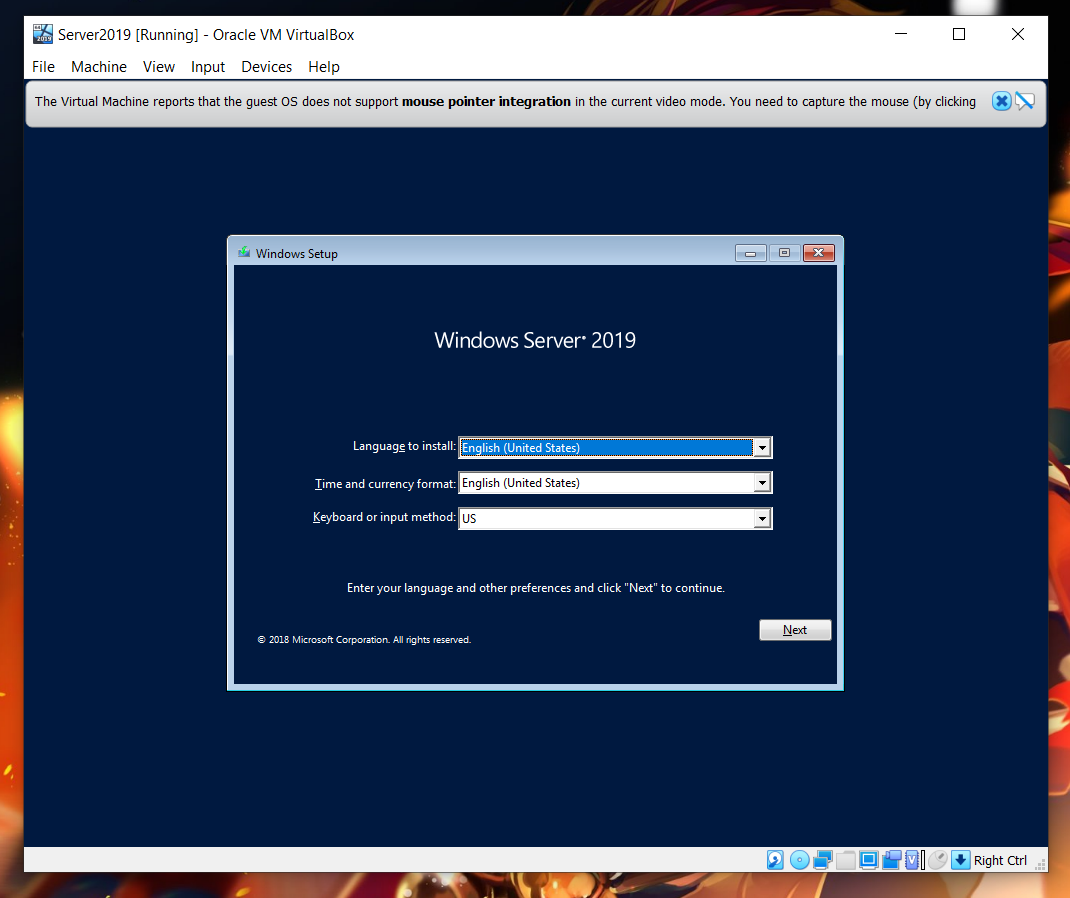 Server2019 [Running] - Oracle VM VirtualBox
File Machine View Input Devices Help
The Virtual Machine reports that the guest OS does not support mouse pointer integration in the current video mode. You need to capture the mouse (by clicking
Windows Setup
Windows Server® 2019
Language to install: English (United States)
Time and currency format: English (United States)
Keyboard or input method: US
Enter your language and other preferences and click "Next" to continue.
Next
© 2018 Microsoft Corporation. All rights reserved.
Right Ctrl